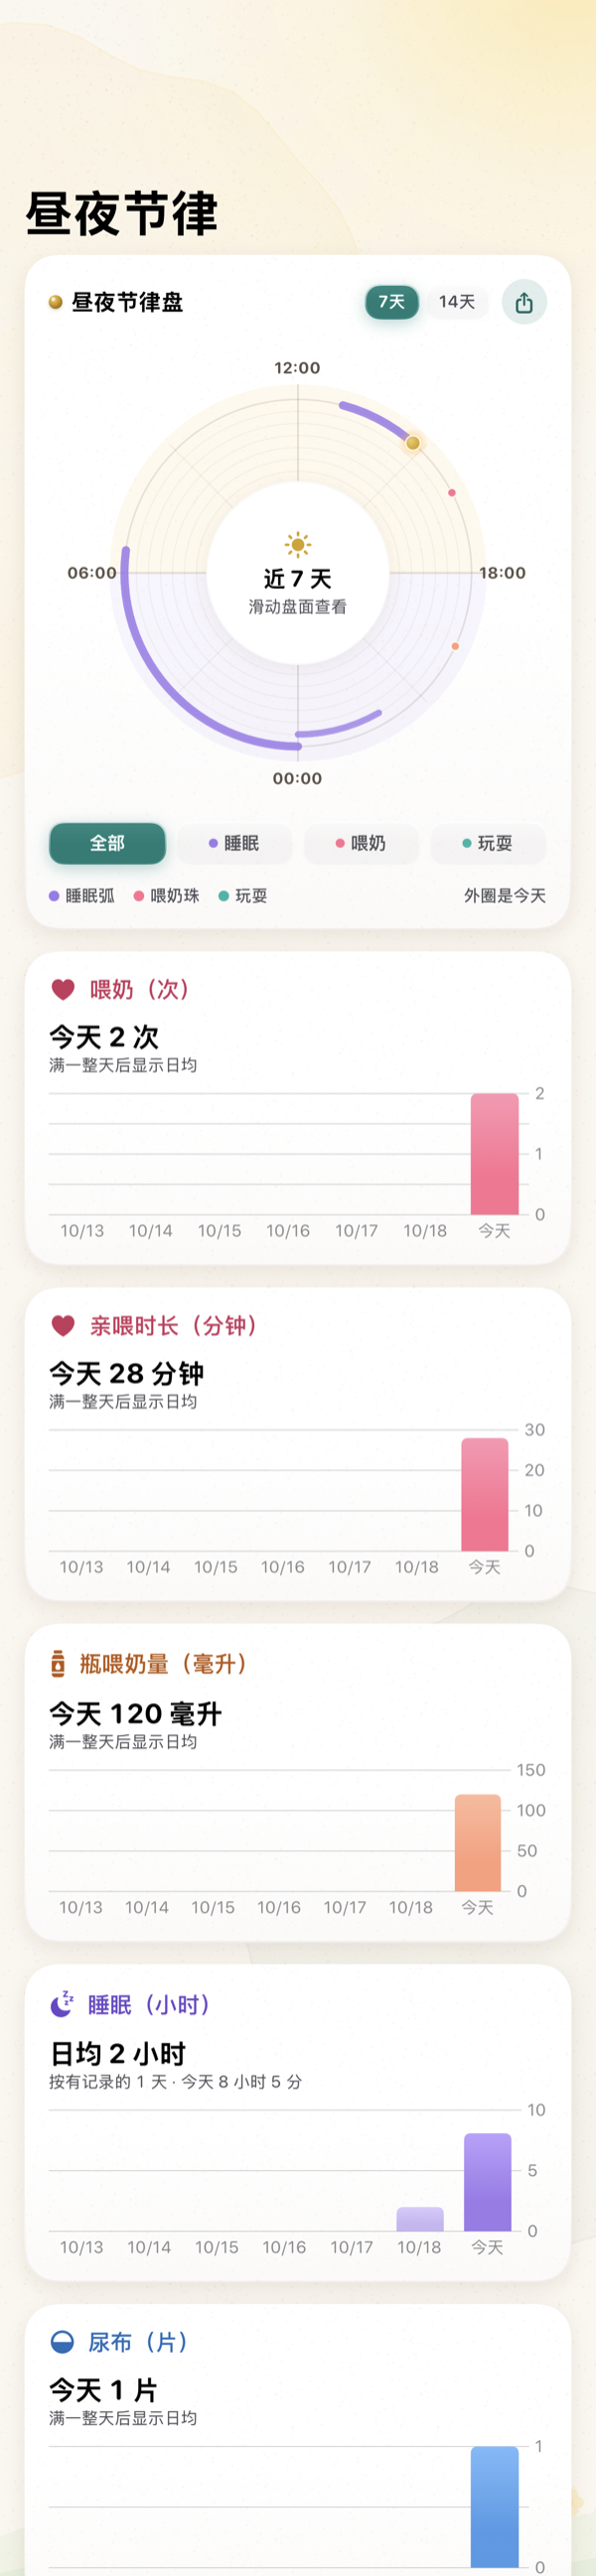 昼夜节律
昼夜节律盘
7天
14天
12:00
06:00
18:00
近 7 天
滑动盘面查看
00:00
全部
睡眠
喂奶
玩耍
睡眠弧
喂奶珠
玩耍
外圈是今天
喂奶（次）
今天 2 次
满一整天后显示日均
2
1
0
10/13 10/14 10/15 10/16 10/17 10/18 今天
亲喂时长（分钟）
今天 28 分钟
满一整天后显示日均
30
20
10
0
10/13 10/14 10/15 10/16 10/17 10/18 今天
瓶喂奶量（毫升）
今天 120 毫升
满一整天后显示日均
150
100
50
0
10/13 10/14 10/15 10/16 10/17 10/18 今天
睡眠（小时）
日均 2 小时
按有记录的 1 天 · 今天 8 小时 5 分
10
5
0
10/13 10/14 10/15 10/16 10/17 10/18 今天
尿布（片）
今天 1 片
满一整天后显示日均
1
0